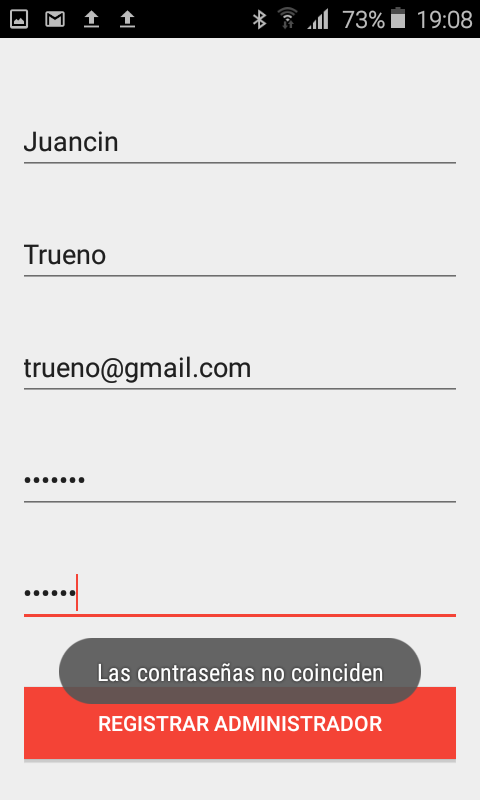 73% 19:08
Juancin
Trueno
trueno@gmail.com
•••••••
••••••
Las contraseñas no coinciden
REGISTRAR ADMINISTRADOR